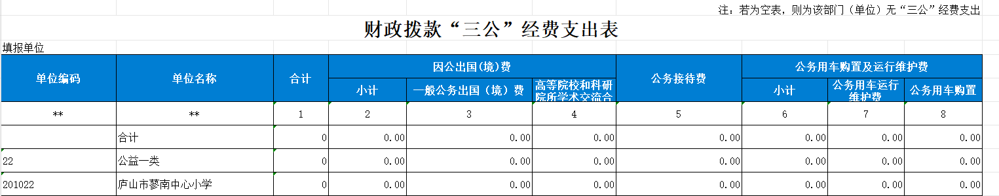 注：若为空表，则为该部门（单位）无“三公”经费支出
财政拨款“三公”经费支出表
填报单位
单位编码 单位名称 合计 因公出国(境)费 公务接待费 公务用车购置及运行维护费
小计 一般公务出国（境）费 高等院校和科研院所学术交流合 小计 公务用车运行维护费 公务用车购置
** ** 1 2 3 4 5 6 7 8
合计 0 0.00 0.00 0.00 0.00 0.00 0.00 0.00
22 公益一类 0 0.00 0.00 0.00 0.00 0.00 0.00 0.00
201022 庐山市蓼南中心小学 0 0.00 0.00 0.00 0.00 0.00 0.00 0.00